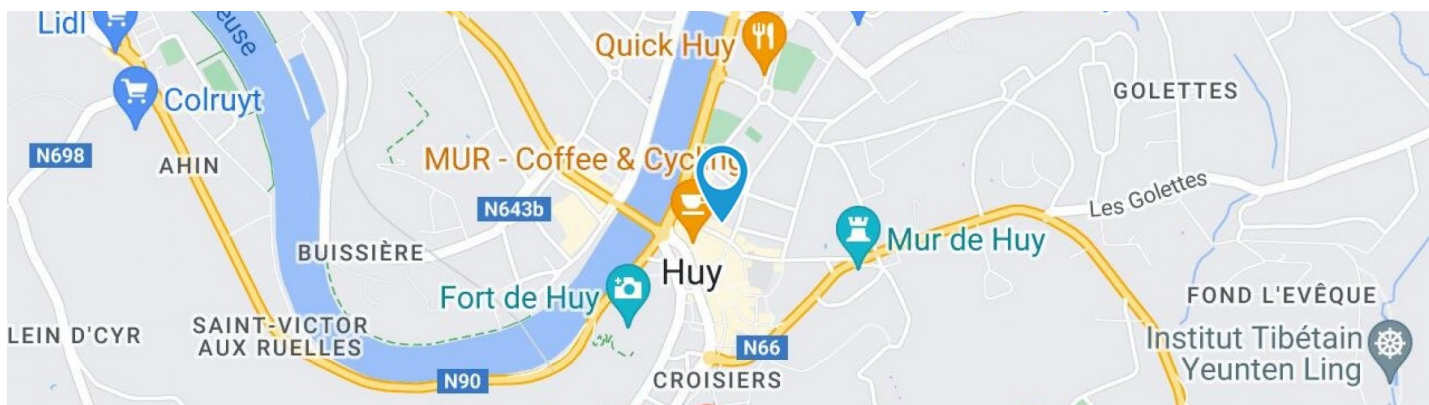 Lidl
euse
Quick Huy
Colruyt
GOLETTES
N698
AHIN
MUR - Coffee & Cycling
N643b
Les Golettes
BUISSIÈRE
Mur de Huy
Huy
Fort de Huy
FOND L'EVÊQUE
LEIN D'CYR
SAINT-VICTOR
AUX RUELLES
N66
Institut Tibétain
Yeunten Ling
N90
CROISIERS